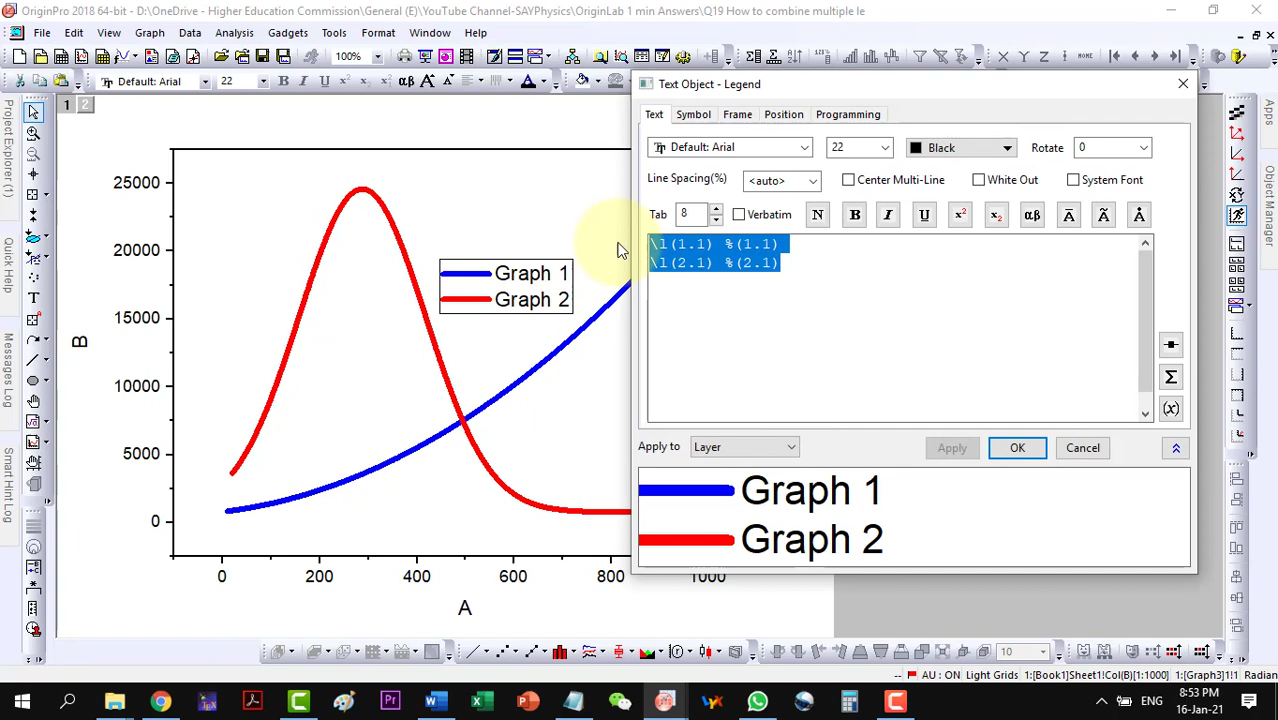 OriginPro 2018 64-bit - D:\OneDrive - Higher Education Commission\General (E)\YouTube Channel-SAYPhysics\OriginLab 1 min Answers\Q19 How to combine multiple le
File Edit View Graph Data Analysis Gadgets Tools Format Window Help
100%
Default: Arial 22 B I U
αβ A A
1 2
Project Explorer (1)
Quick Help
Messages Log
Smart Hint Log
Apps
Object Manager
25000
20000
15000
10000
5000
0
B
0 200 400 600 800 1000
A
Graph 1
Graph 2
Text Object - Legend
Text Symbol Frame Position Programming
Default: Arial 22 Black Rotate 0
Line Spacing(%) <auto> Center Multi-Line White Out System Font
Tab 8 Verbatim N B I U x² x₂ αβ Ā Ã Å
\l(1.1) %(1.1)
\l(2.1) %(2.1)
Σ
(x)
Apply to Layer Apply OK Cancel
Graph 1
Graph 2
10
-- AU : ON Light Grids 1:[Book1]Sheet1!Col(B)[1:1000] 1:[Graph3]1!1 Radian
8:53 PM
16-Jan-21